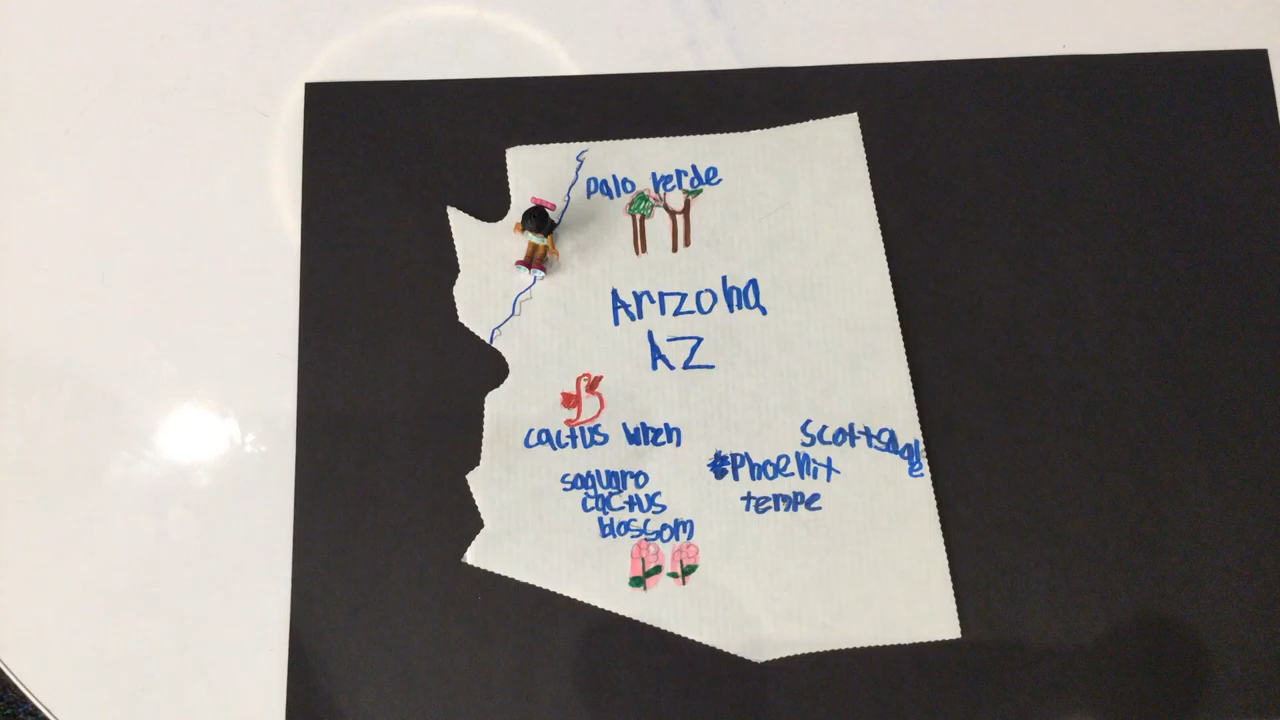 palo verde
Arizona
AZ
cactus wren
Scottsdale
*Phoenix
tempe
saguaro
cactus
blossom